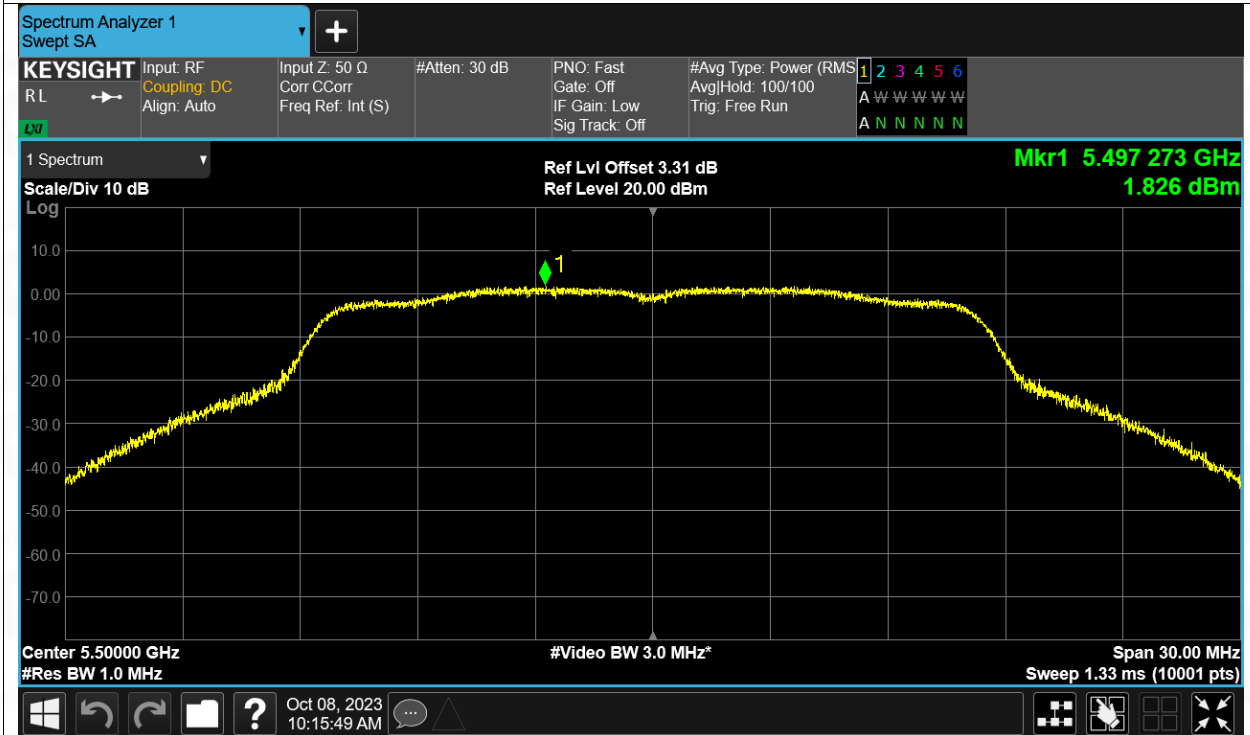 Spectrum Analyzer 1
Swept SA
KEYSIGHT
R L
LXI
Input: RF
Coupling: DC
Align: Auto
Input Z: 50 Ω
Corr CCorr
Freq Ref: Int (S)
#Atten: 30 dB
PNO: Fast
Gate: Off
IF Gain: Low
Sig Track: Off
#Avg Type: Power (RMS
Avg|Hold: 100/100
Trig: Free Run
1 2 3 4 5 6
A W W W W W
A N N N N N
1 Spectrum
Scale/Div 10 dB
Log
Ref Lvl Offset 3.31 dB
Ref Level 20.00 dBm
Mkr1 5.497 273 GHz
1.826 dBm
1
10.0
0.00
-10.0
-20.0
-30.0
-40.0
-50.0
-60.0
-70.0
Center 5.50000 GHz
#Res BW 1.0 MHz
#Video BW 3.0 MHz*
Span 30.00 MHz
Sweep 1.33 ms (10001 pts)
?
Oct 08, 2023
10:15:49 AM